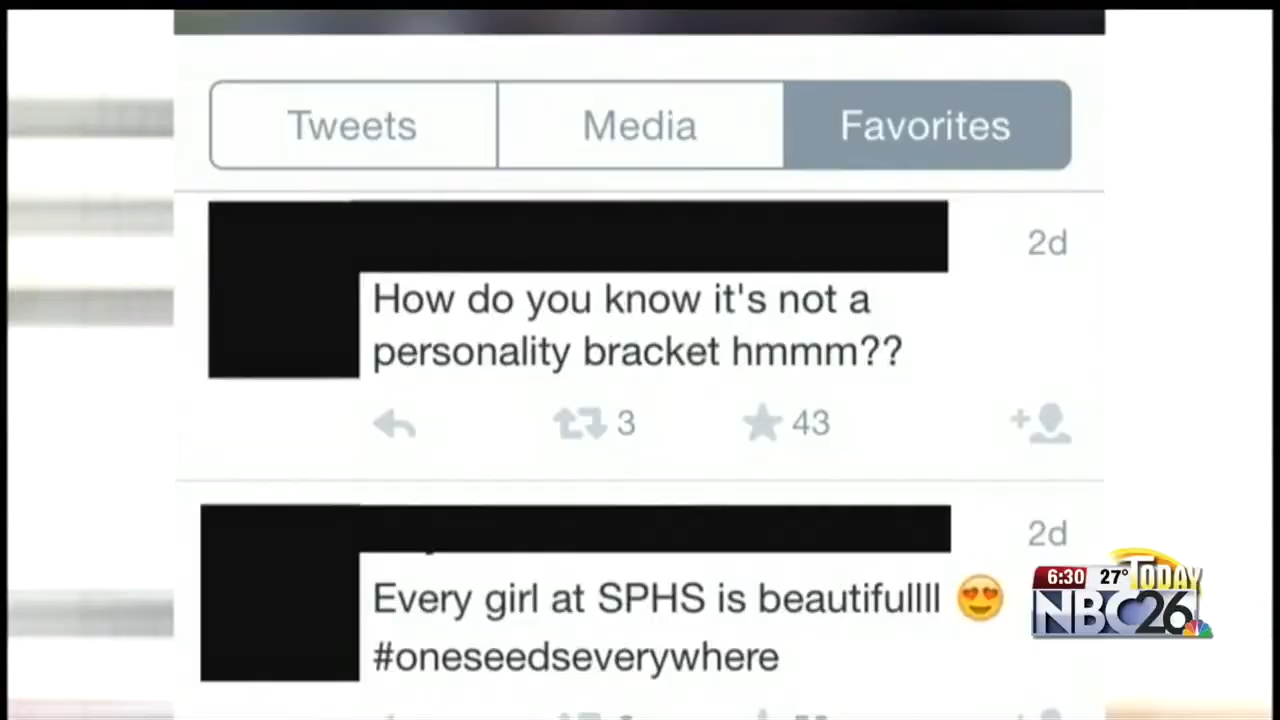 Tweets Media Favorites
2d
How do you know it's not a
personality bracket hmmm??
3 43
2d
Every girl at SPHS is beautifullll 😍
#oneseedseverywhere
6:30 27° TODAY
NBC26